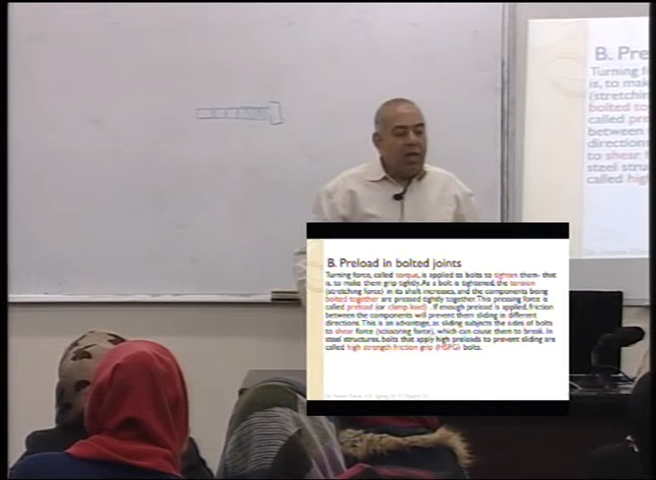 B. Pre
Turning f
is, to mak
(stretching
bolted to
called pre
between
directions
to shear f
steel stru
called hig
B. Preload in bolted joints
Turning force, called torque, is applied to bolts to tighten them- that
is, to make them grip tightly. As a bolt is tightened, the tension
(stretching force) in its shaft increases, and the components being
bolted together are pressed tightly together. This pressing force is
called preload (or clamp load). If enough preload is applied, friction
between the components will prevent them sliding in different
directions. This is an advantage, as sliding subjects the sides of bolts
to shear force (scissoring force), which can cause them to break. In
steel structures, bolts that apply high preloads to prevent sliding are
called high strength friction grip (HSFG) bolts.